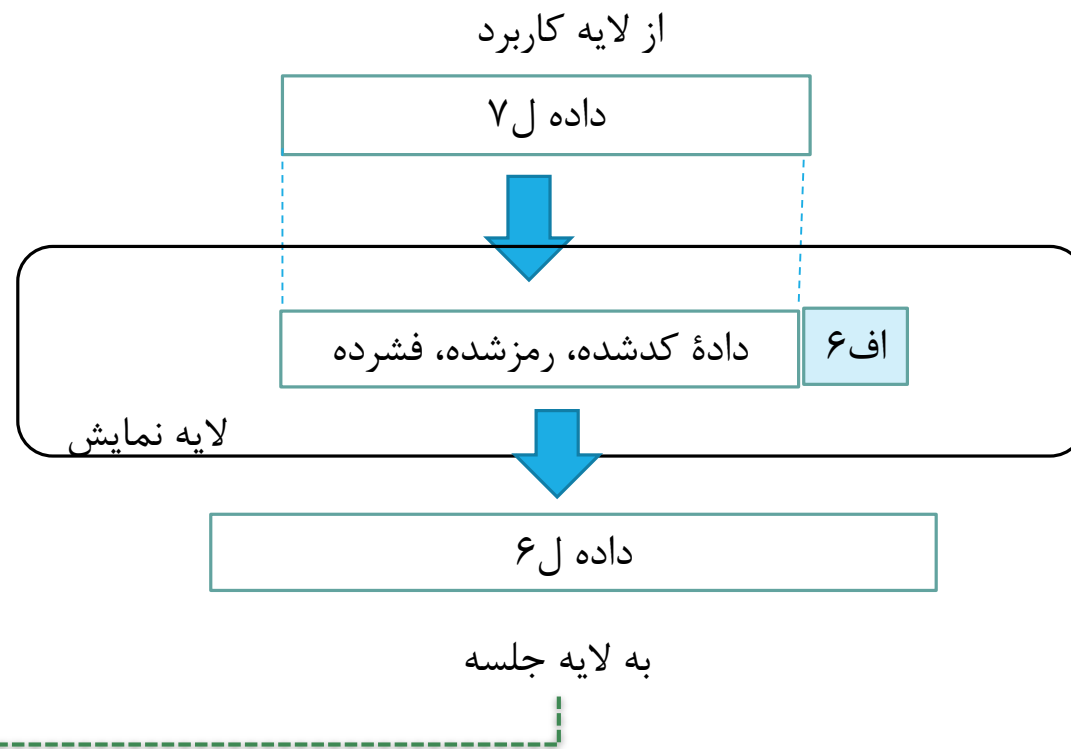 از لایه کاربرد
داده ل۷
اف۶
دادهٔ کدشده، رمزشده، فشرده
لایه نمایش
داده ل۶
به لایه جلسه